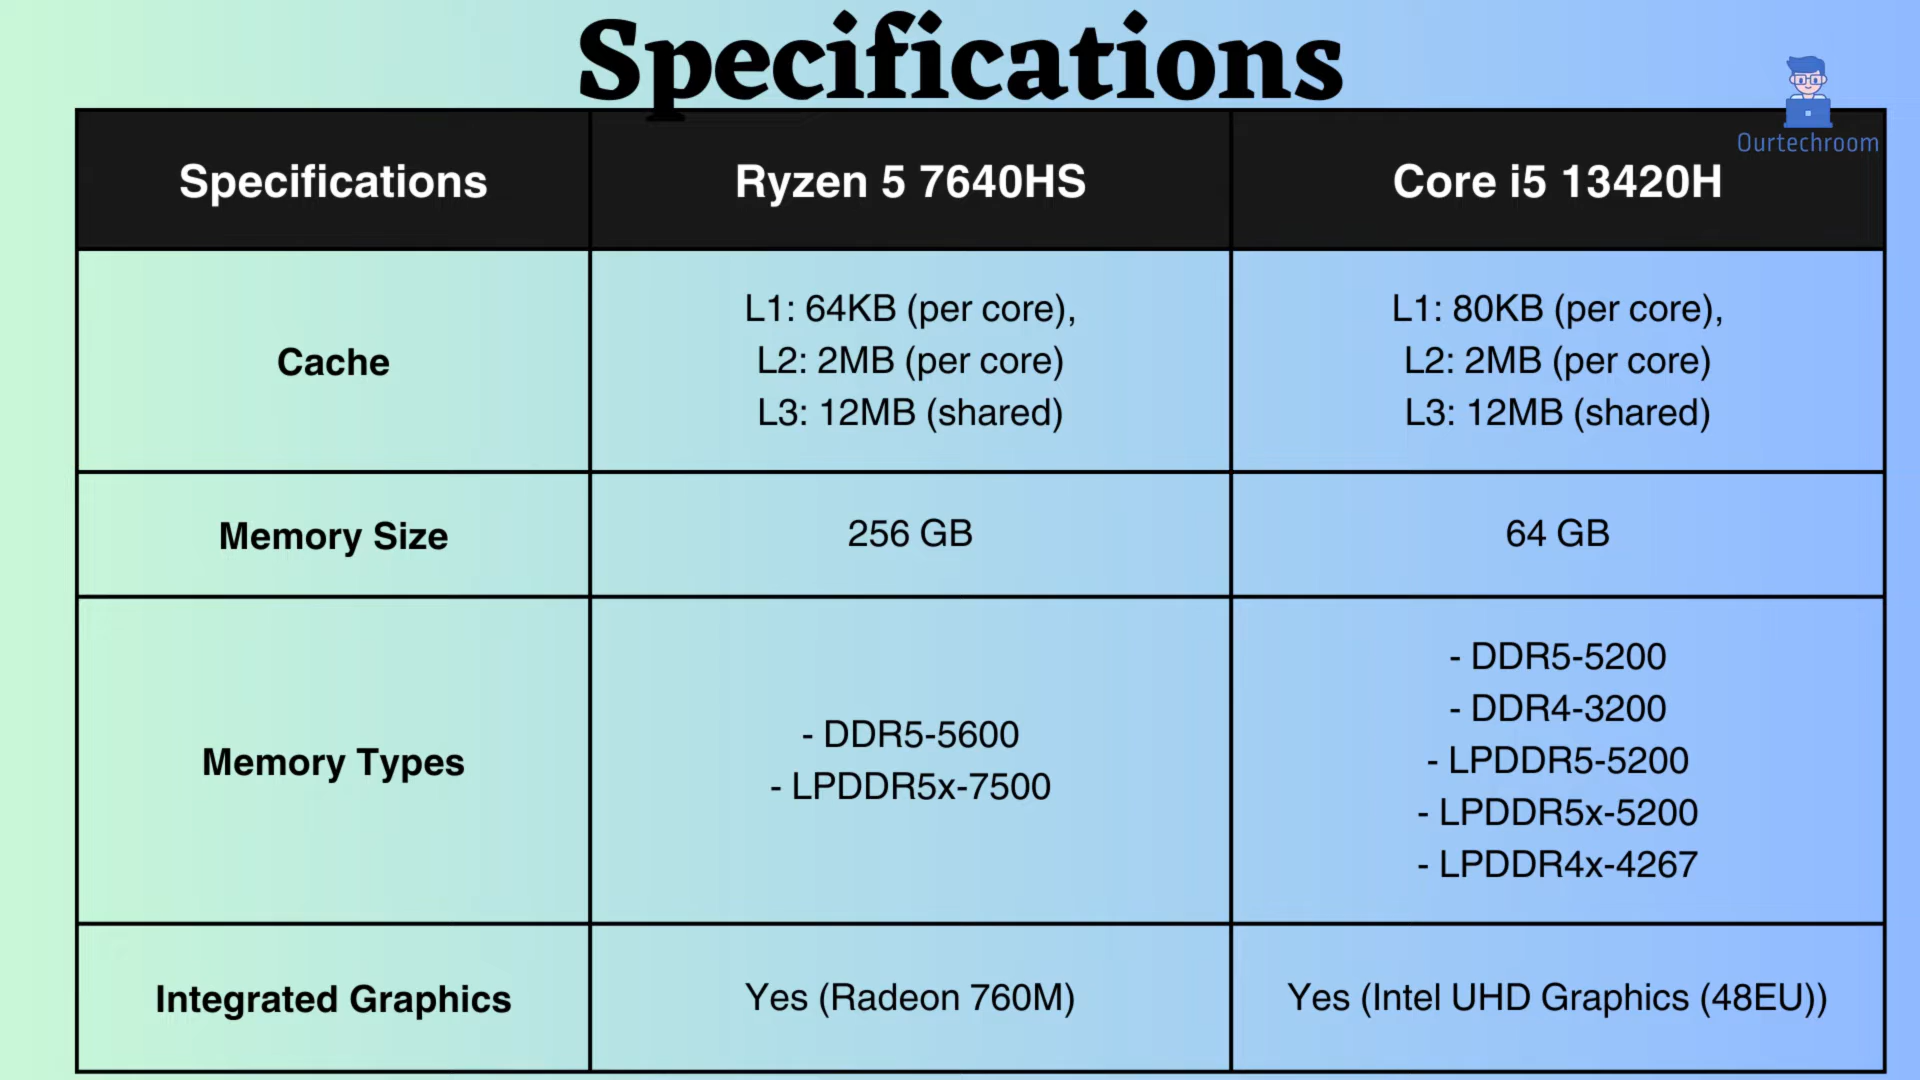 Specifications
Ourtechroom
Specifications
Ryzen 5 7640HS
Core i5 13420H
Cache
L1: 64KB (per core),
L2: 2MB (per core)
L3: 12MB (shared)
L1: 80KB (per core),
L2: 2MB (per core)
L3: 12MB (shared)
Memory Size
256 GB
64 GB
Memory Types
- DDR5-5600
- LPDDR5x-7500
- DDR5-5200
- DDR4-3200
- LPDDR5-5200
- LPDDR5x-5200
- LPDDR4x-4267
Integrated Graphics
Yes (Radeon 760M)
Yes (Intel UHD Graphics (48EU))